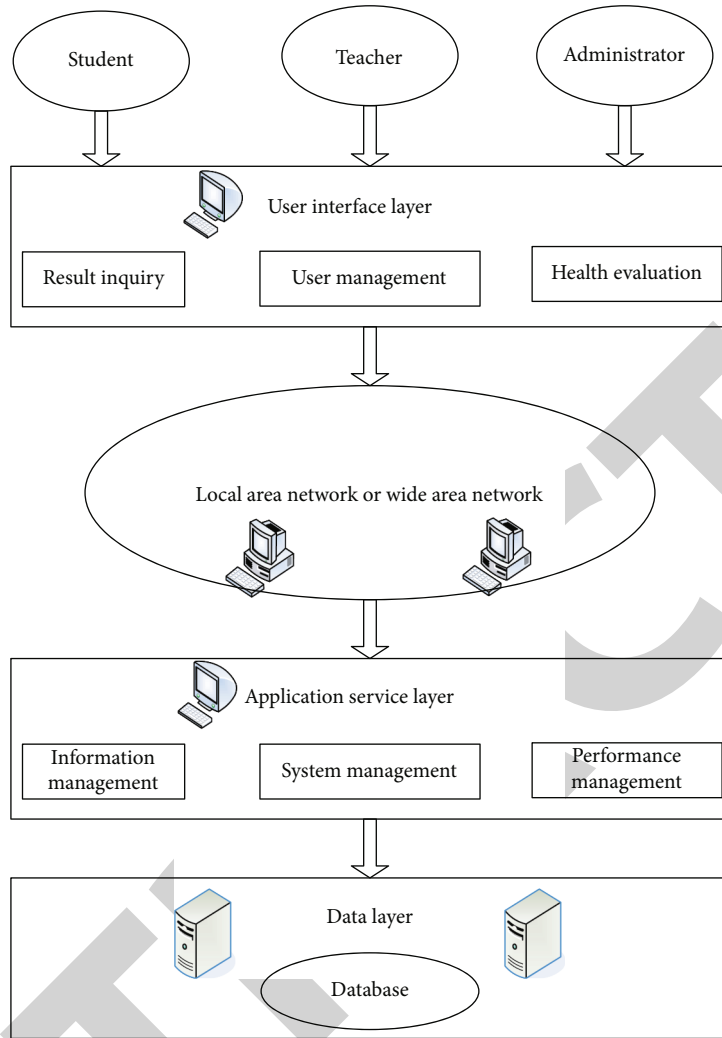 Student
Teacher
Administrator
User interface layer
Result inquiry
User management
Health evaluation
Local area network or wide area network
Application service layer
Information
management
System management
Performance
management
Data layer
Database